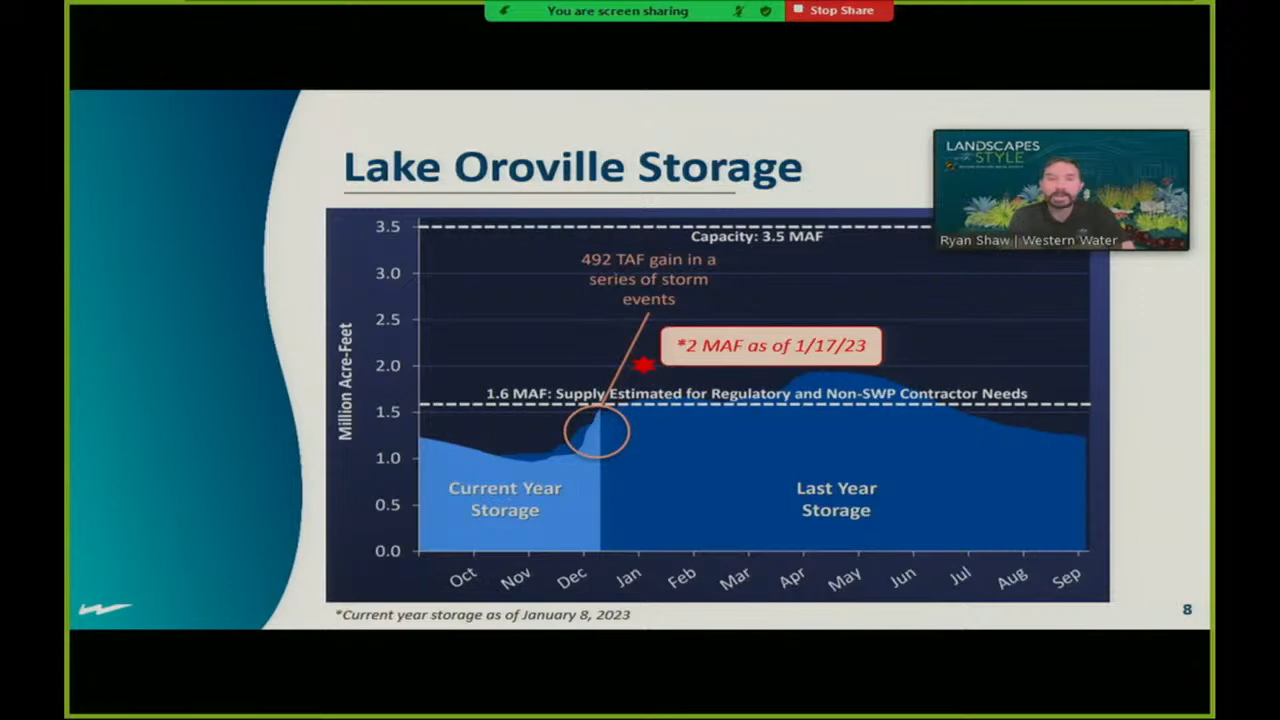 You are screen sharing
Stop Share
Lake Oroville Storage
LANDSCAPES
STYLE
Ryan Shaw | Western Water
3.5
3.0
2.5
2.0
1.5
1.0
0.5
0.0
Million Acre-Feet
Capacity: 3.5 MAF
492 TAF gain in a
series of storm
events
*2 MAF as of 1/17/23
1.6 MAF: Supply Estimated for Regulatory and Non-SWP Contractor Needs
Current Year
Storage
Last Year
Storage
Oct
Nov
Dec
Jan
Feb
Mar
Apr
May
Jun
Jul
Aug
Sep
*Current year storage as of January 8, 2023
8